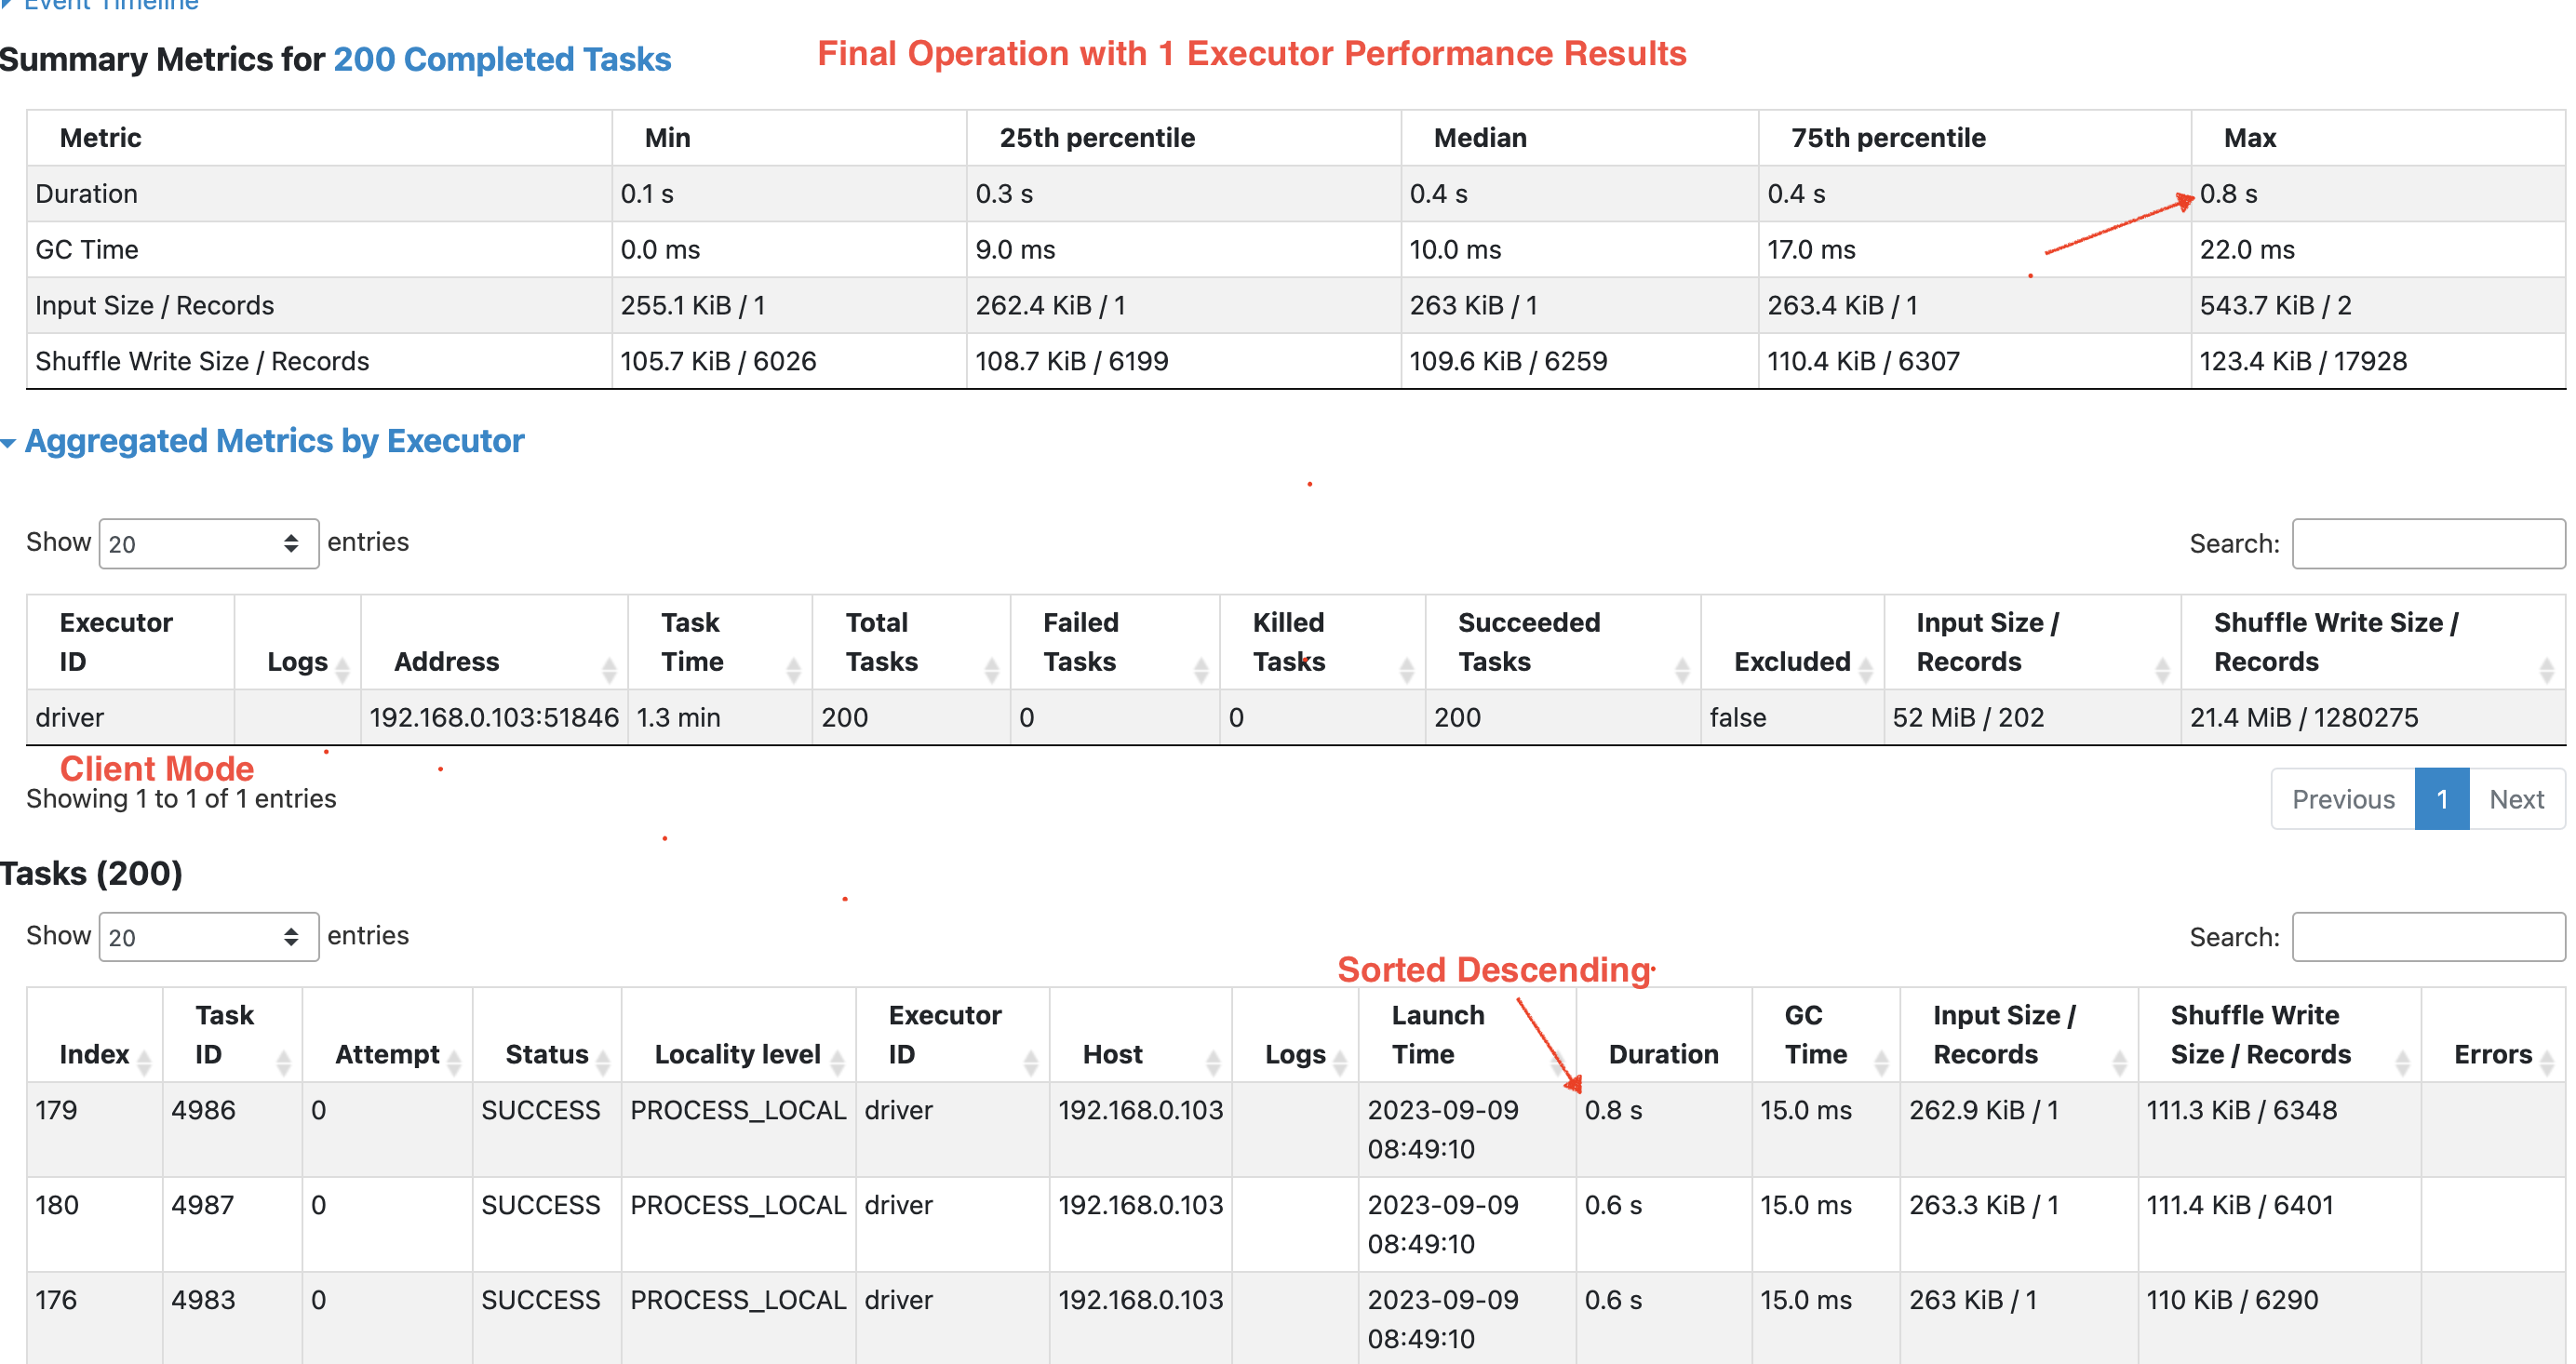 Event Timeline
Summary Metrics for 200 Completed Tasks
Final Operation with 1 Executor Performance Results
Metric Min 25th percentile Median 75th percentile Max
Duration 0.1 s 0.3 s 0.4 s 0.4 s 0.8 s
GC Time 0.0 ms 9.0 ms 10.0 ms 17.0 ms 22.0 ms
Input Size / Records 255.1 KiB / 1 262.4 KiB / 1 263 KiB / 1 263.4 KiB / 1 543.7 KiB / 2
Shuffle Write Size / Records 105.7 KiB / 6026 108.7 KiB / 6199 109.6 KiB / 6259 110.4 KiB / 6307 123.4 KiB / 17928
Aggregated Metrics by Executor
Show 20 entries Search:
Executor ID Logs Address Task Time Total Tasks Failed Tasks Killed Tasks Succeeded Tasks Excluded Input Size / Records Shuffle Write Size / Records
driver 192.168.0.103:51846 1.3 min 200 0 0 200 false 52 MiB / 202 21.4 MiB / 1280275
Client Mode
Showing 1 to 1 of 1 entries Previous 1 Next
Tasks (200)
Show 20 entries Search:
Sorted Descending
Index Task ID Attempt Status Locality level Executor ID Host Logs Launch Time Duration GC Time Input Size / Records Shuffle Write Size / Records Errors
179 4986 0 SUCCESS PROCESS_LOCAL driver 192.168.0.103 2023-09-09 08:49:10 0.8 s 15.0 ms 262.9 KiB / 1 111.3 KiB / 6348
180 4987 0 SUCCESS PROCESS_LOCAL driver 192.168.0.103 2023-09-09 08:49:10 0.6 s 15.0 ms 263.3 KiB / 1 111.4 KiB / 6401
176 4983 0 SUCCESS PROCESS_LOCAL driver 192.168.0.103 2023-09-09 08:49:10 0.6 s 15.0 ms 263 KiB / 1 110 KiB / 6290